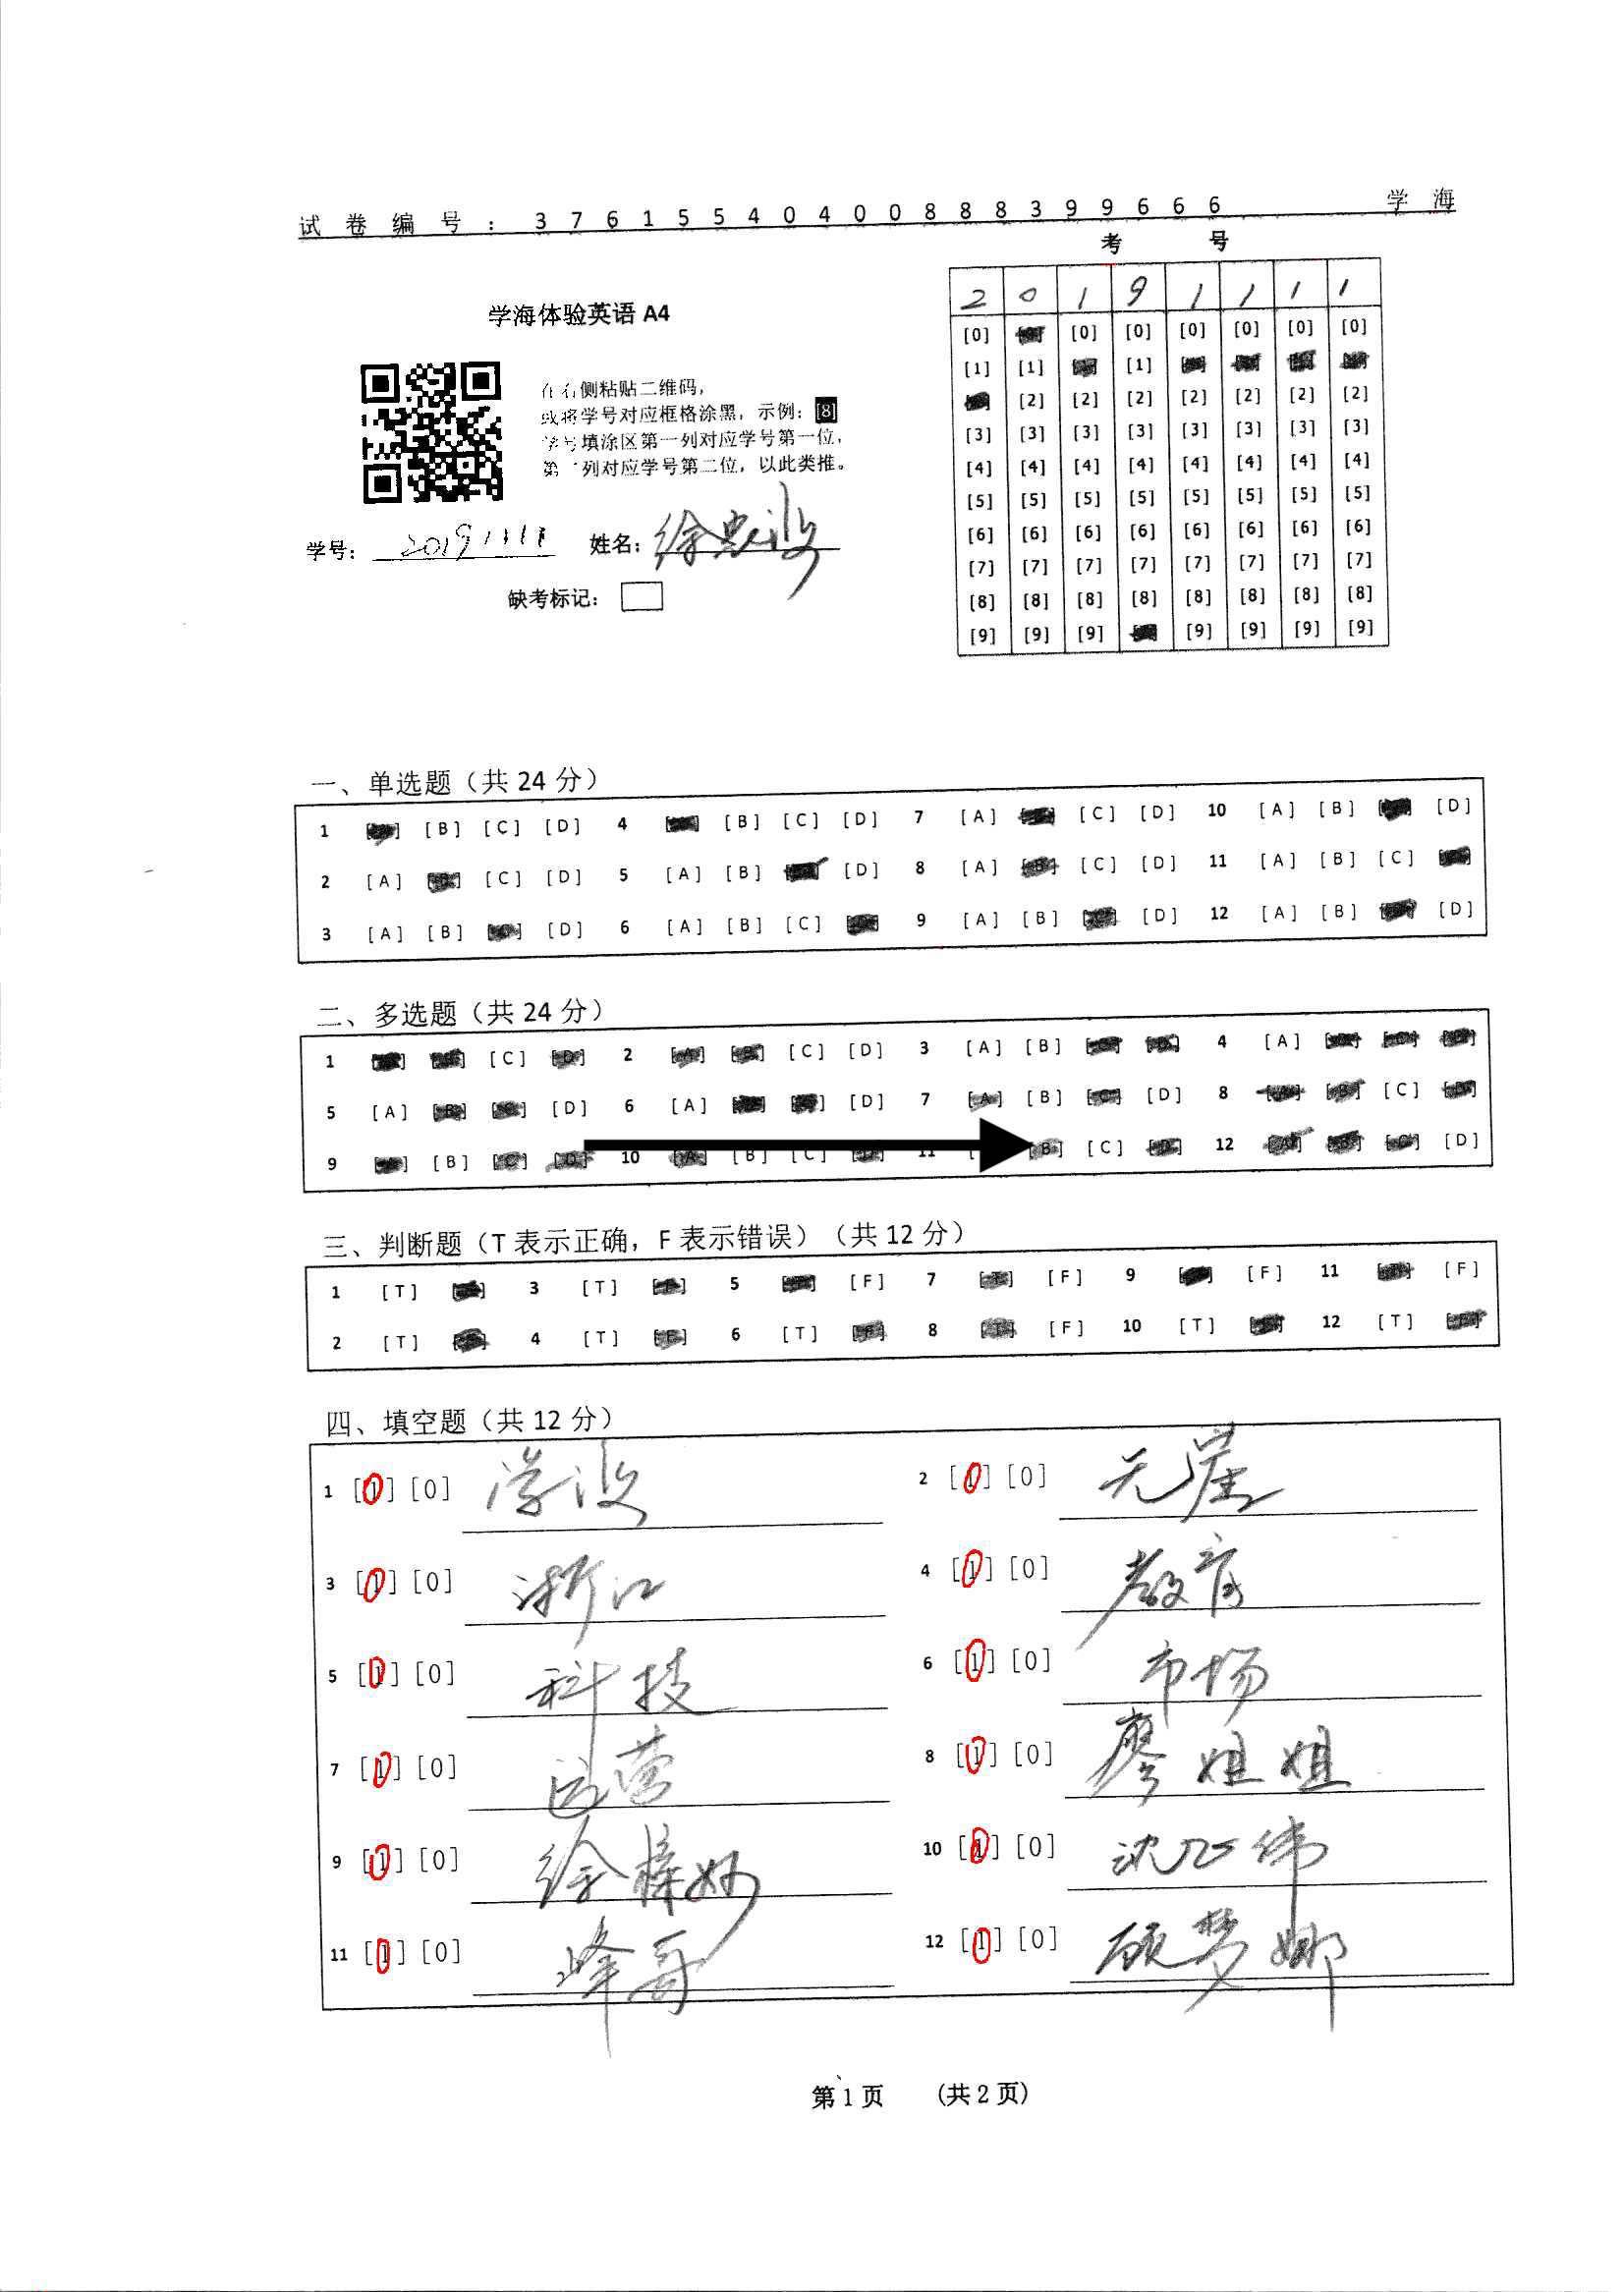 试卷编号：37615540400888399666 学海
考号
学海体验英语 A4
2 0 1 9 1 1 1 1
[0] [0] [0] [0] [0] [0] [0]
[1] [1] [1]
[2] [2] [2] [2] [2] [2] [2]
[3] [3] [3] [3] [3] [3] [3] [3]
[4] [4] [4] [4] [4] [4] [4] [4]
[5] [5] [5] [5] [5] [5] [5] [5]
[6] [6] [6] [6] [6] [6] [6] [6]
[7] [7] [7] [7] [7] [7] [7] [7]
[8] [8] [8] [8] [8] [8] [8] [8]
[9] [9] [9] [9] [9] [9] [9]
在右侧粘贴二维码，
或将学号对应框格涂黑，示例：[8]
学号填涂区第一列对应学号第一位，
第二列对应学号第二位，以此类推。
学号： 20191111 姓名：
缺考标记：
一、单选题（共 24 分）
1 [B] [C] [D] 4 [B] [C] [D] 7 [A] [C] [D] 10 [A] [B] [D]
2 [A] [C] [D] 5 [A] [B] [D] 8 [A] [C] [D] 11 [A] [B] [C]
3 [A] [B] [D] 6 [A] [B] [C] 9 [A] [B] [D] 12 [A] [B] [D]
二、多选题（共 24 分）
1 [C] 2 [C] [D] 3 [A] [B] 4 [A]
5 [A] [D] 6 [A] [D] 7 [B] [D] 8 [C]
9 [B] 10 [B] [C] 11 [B] [C] 12 [D]
三、判断题（T 表示正确，F 表示错误）（共 12 分）
1 [T] 3 [T] 5 [F] 7 [F] 9 [F] 11 [F]
2 [T] 4 [T] 6 [T] 8 [F] 10 [T] 12 [T]
四、填空题（共 12 分）
1 [1] [0] 学海 2 [1] [0] 无崖
3 [1] [0] 浙江 4 [1] [0] 教育
5 [1] [0] 科技 6 [1] [0] 市场
7 [1] [0] 运营 8 [1] [0] 廖姐姐
9 [1] [0] 10 [1] [0] 沈飞伟
11 [1] [0] 峰哥 12 [1] [0] 顾梦娜
第 1 页 (共 2 页)